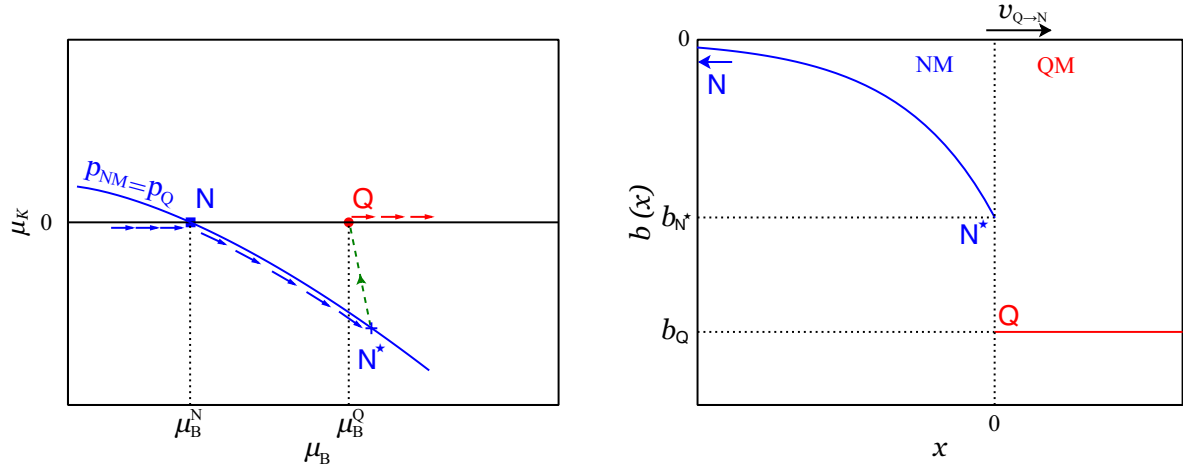 p_NM=p_Q
N
Q
N*
0
μ_K
μ_B^N
μ_B^Q
μ_B
v_Q→N
0
N
NM
QM
b_N*
N*
b(x)
Q
b_Q
0
x